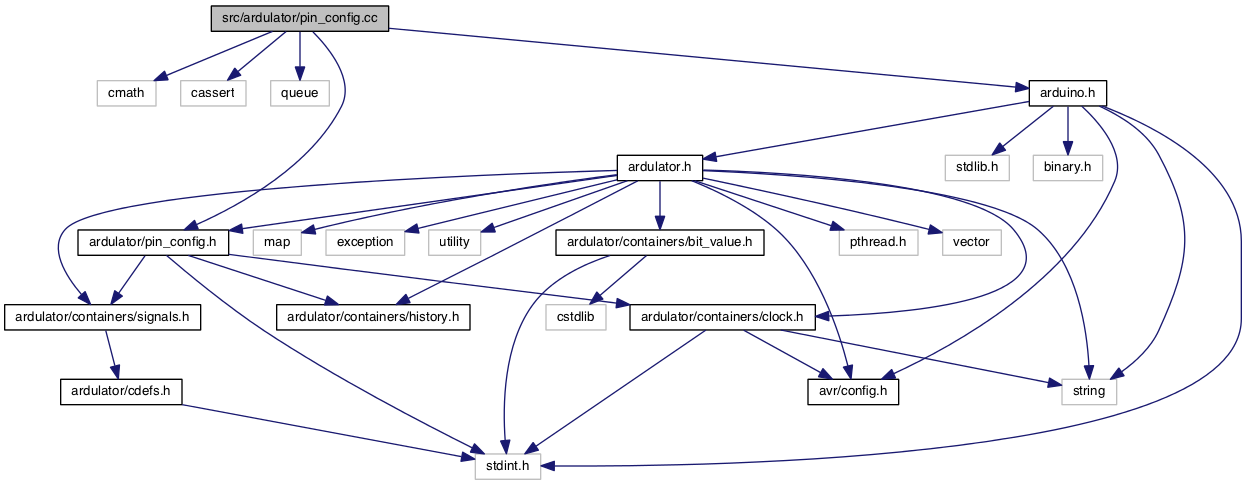 src/ardulator/pin_config.cc
cmath
cassert
queue
arduino.h
ardulator.h
stdlib.h
binary.h
ardulator/pin_config.h
map
exception
utility
ardulator/containers/bit_value.h
pthread.h
vector
ardulator/containers/signals.h
ardulator/containers/history.h
cstdlib
ardulator/containers/clock.h
ardulator/cdefs.h
avr/config.h
string
stdint.h